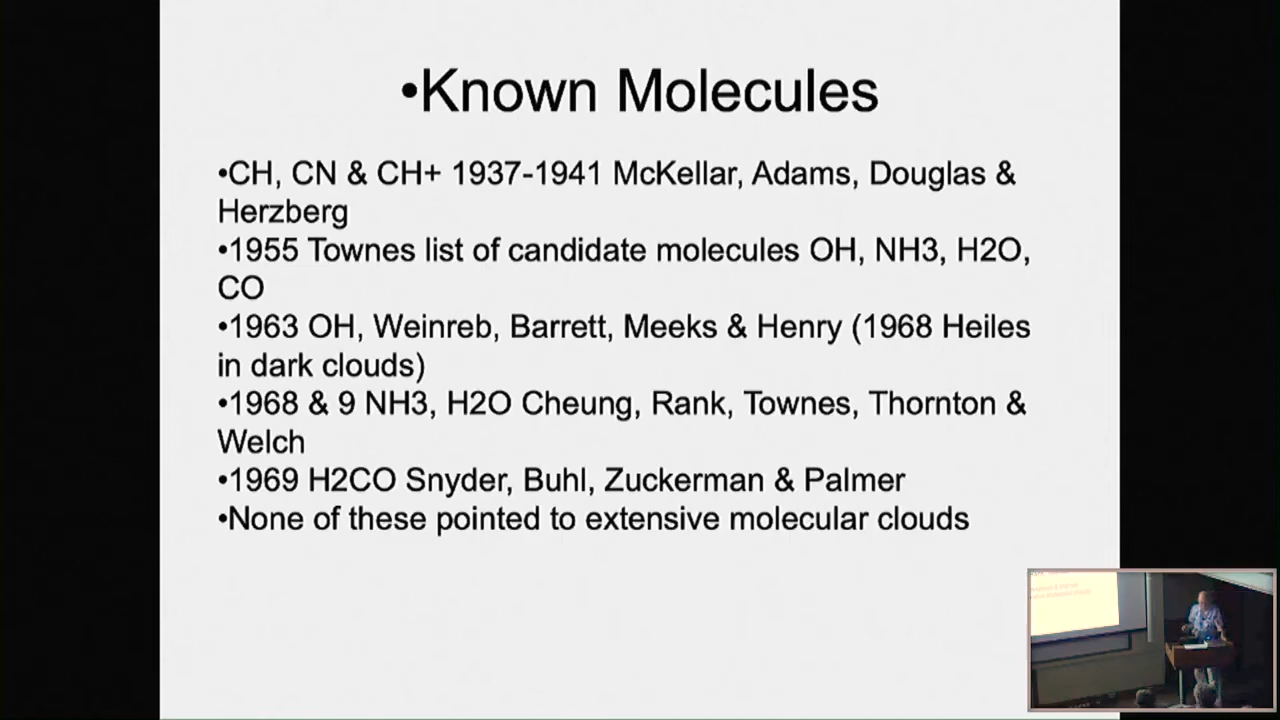 •Known Molecules
•CH, CN & CH+ 1937-1941 McKellar, Adams, Douglas &
Herzberg
•1955 Townes list of candidate molecules OH, NH3, H2O,
CO
•1963 OH, Weinreb, Barrett, Meeks & Henry (1968 Heiles
in dark clouds)
•1968 & 9 NH3, H2O Cheung, Rank, Townes, Thornton &
Welch
•1969 H2CO Snyder, Buhl, Zuckerman & Palmer
•None of these pointed to extensive molecular clouds